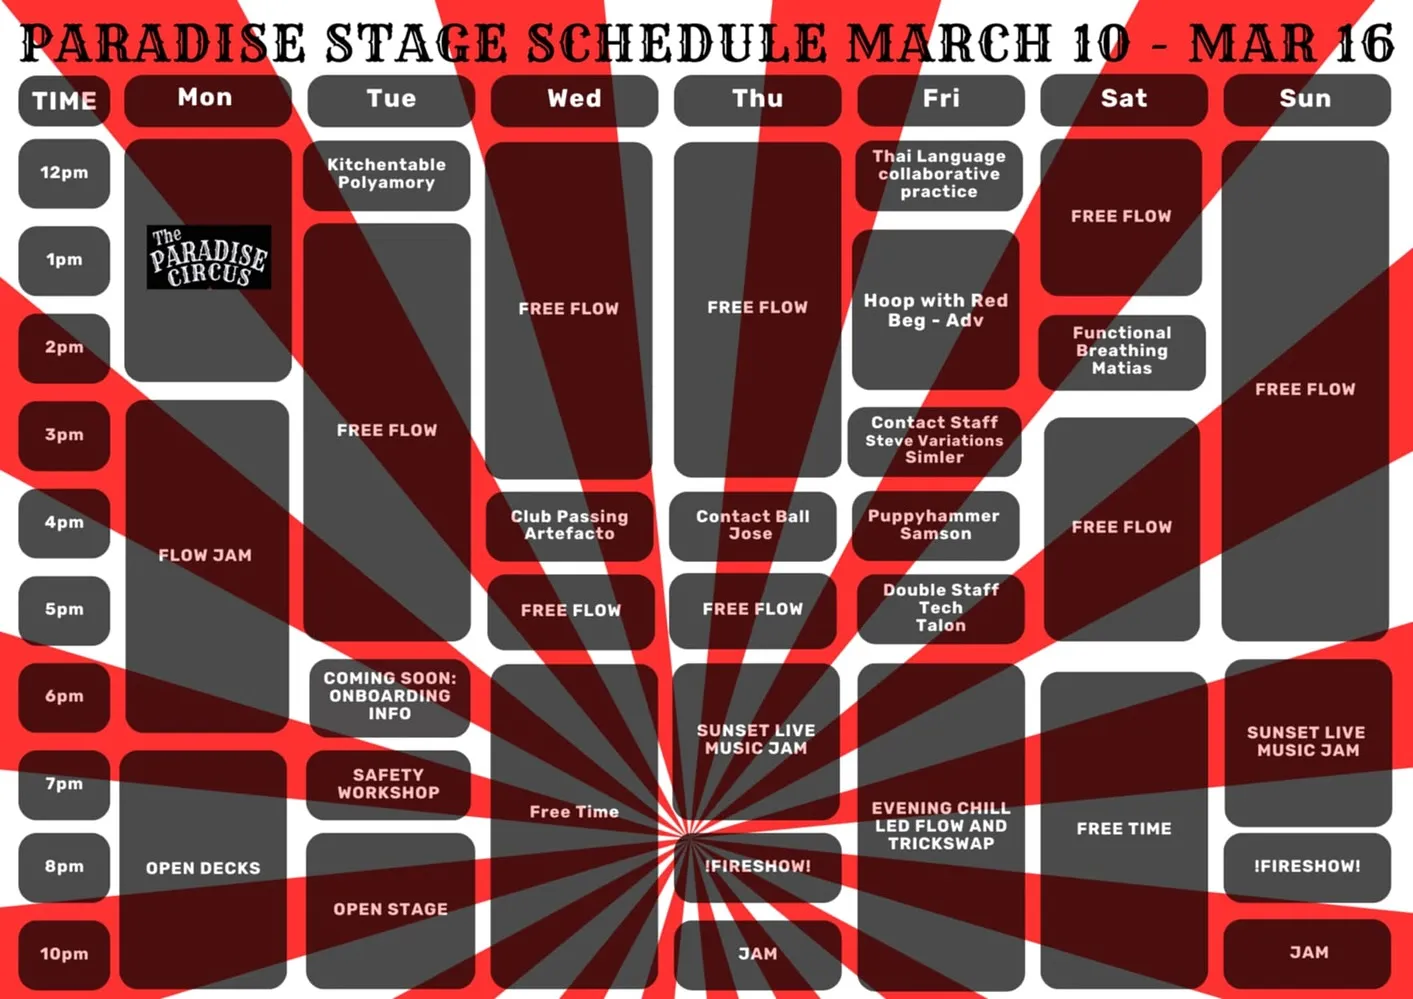 PARADISE STAGE SCHEDULE MARCH 10 - MAR 16
TIME
Mon
Tue
Wed
Thu
Fri
Sat
Sun
12pm
1pm
2pm
3pm
4pm
5pm
6pm
7pm
8pm
10pm
The
PARADISE
CIRCUS
FLOW JAM
OPEN DECKS
Kitchentable
Polyamory
FREE FLOW
COMING SOON:
ONBOARDING
INFO
SAFETY
WORKSHOP
OPEN STAGE
FREE FLOW
Club Passing
Artefacto
FREE FLOW
Free Time
FREE FLOW
Contact Ball
Jose
FREE FLOW
SUNSET LIVE
MUSIC JAM
!FIRESHOW!
JAM
Thai Language
collaborative
practice
Hoop with Red
Beg - Adv
Contact Staff
Steve Variations
Simler
Puppyhammer
Samson
Double Staff
Tech
Talon
EVENING CHILL
LED FLOW AND
TRICKSWAP
FREE FLOW
Functional
Breathing
Matias
FREE FLOW
FREE TIME
FREE FLOW
SUNSET LIVE
MUSIC JAM
!FIRESHOW!
JAM